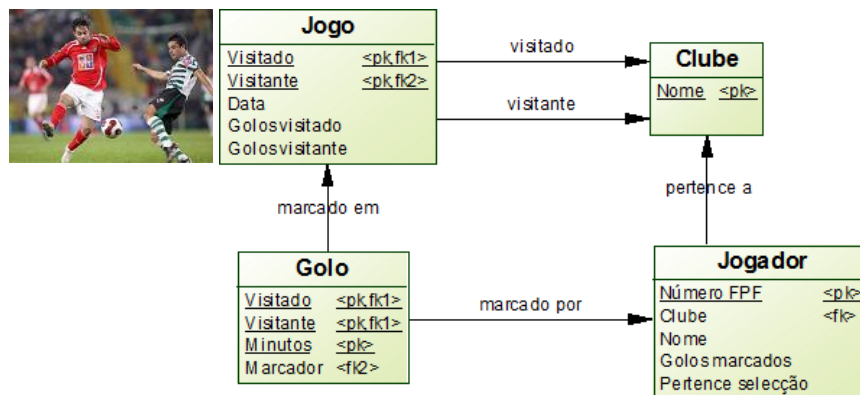 Jogo
Visitado <pk,fk1>
Visitante <pk,fk2>
Data
Golosvisitado
Golosvisitante
visitado
visitante
Clube
Nome <pk>
marcado em
pertence a
Golo
Visitado <pk,fk1>
Visitante <pk,fk1>
Minutos <pk>
Marcador <fk2>
marcado por
Jogador
Número FPF <pk>
Clube <fk>
Nome
Golos marcados
Pertence selecção